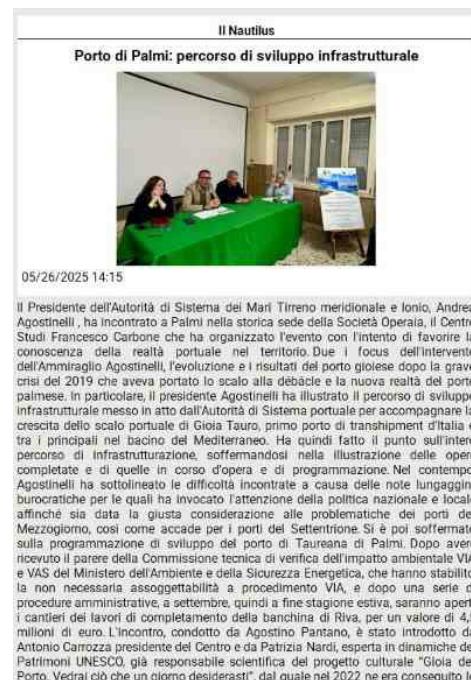 Il Nautilus
Porto di Palmi: percorso di sviluppo infrastrutturale
05/26/2025 14:15
Il Presidente dell'Autorità di Sistema dei Mari Tirreno meridionale e Ionio, Andrea
Agostinelli , ha incontrato a Palmi nella storica sede della Società Operaia, il Centro
Studi Francesco Carbone che ha organizzato l'evento con l'intento di favorire la
conoscenza della realtà portuale nel territorio. Due i focus dell'intervento
dell'Ammiraglio Agostinelli, l'evoluzione e i risultati del porto gioiese dopo la grave
crisi del 2019 che aveva portato lo scalo alla débâcle e la nuova realtà del porto
palmese. In particolare, il presidente Agostinelli ha illustrato il percorso di sviluppo
infrastrutturale messo in atto dall'Autorità di Sistema portuale per accompagnare la
crescita dello scalo portuale di Gioia Tauro, primo porto di transhipment d'Italia e
tra i principali nel bacino del Mediterraneo. Ha quindi fatto il punto sull'intero
percorso di infrastrutturazione, soffermandosi nella illustrazione delle opere
completate e di quelle in corso d'opera e di programmazione. Nel contempo
Agostinelli ha sottolineato le difficoltà incontrate a causa delle note lungaggini
burocratiche per le quali ha invocato l'attenzione della politica nazionale e locale
affinché sia data la giusta considerazione alle problematiche dei porti del
Mezzogiorno, così come accade per i porti del Settentrione. Si è poi soffermato
sulla programmazione di sviluppo del porto di Taureana di Palmi. Dopo avere
ricevuto il parere della Commissione tecnica di verifica dell'impatto ambientale VIA
e VAS del Ministero dell'Ambiente e della Sicurezza Energetica, che hanno stabilito
la non necessaria assoggettabilità a procedimento VIA, e dopo una serie di
procedure amministrative, a settembre, quindi a fine stagione estiva, saranno aperti
i cantieri dei lavori di completamento della banchina di Riva, per un valore di
milioni di euro. L'incontro, condotto da Agostino Pantano, è stato introdotto da
Antonio Carrozza presidente del Centro e da Patrizia Nardi, esperta in dinamiche dei
Patrimoni UNESCO, già responsabile scientifica del progetto culturale "Gioia del
Porto. Vedrai ciò che un giorno desiderasti", dal quale nel 2022 ne era conseguito il